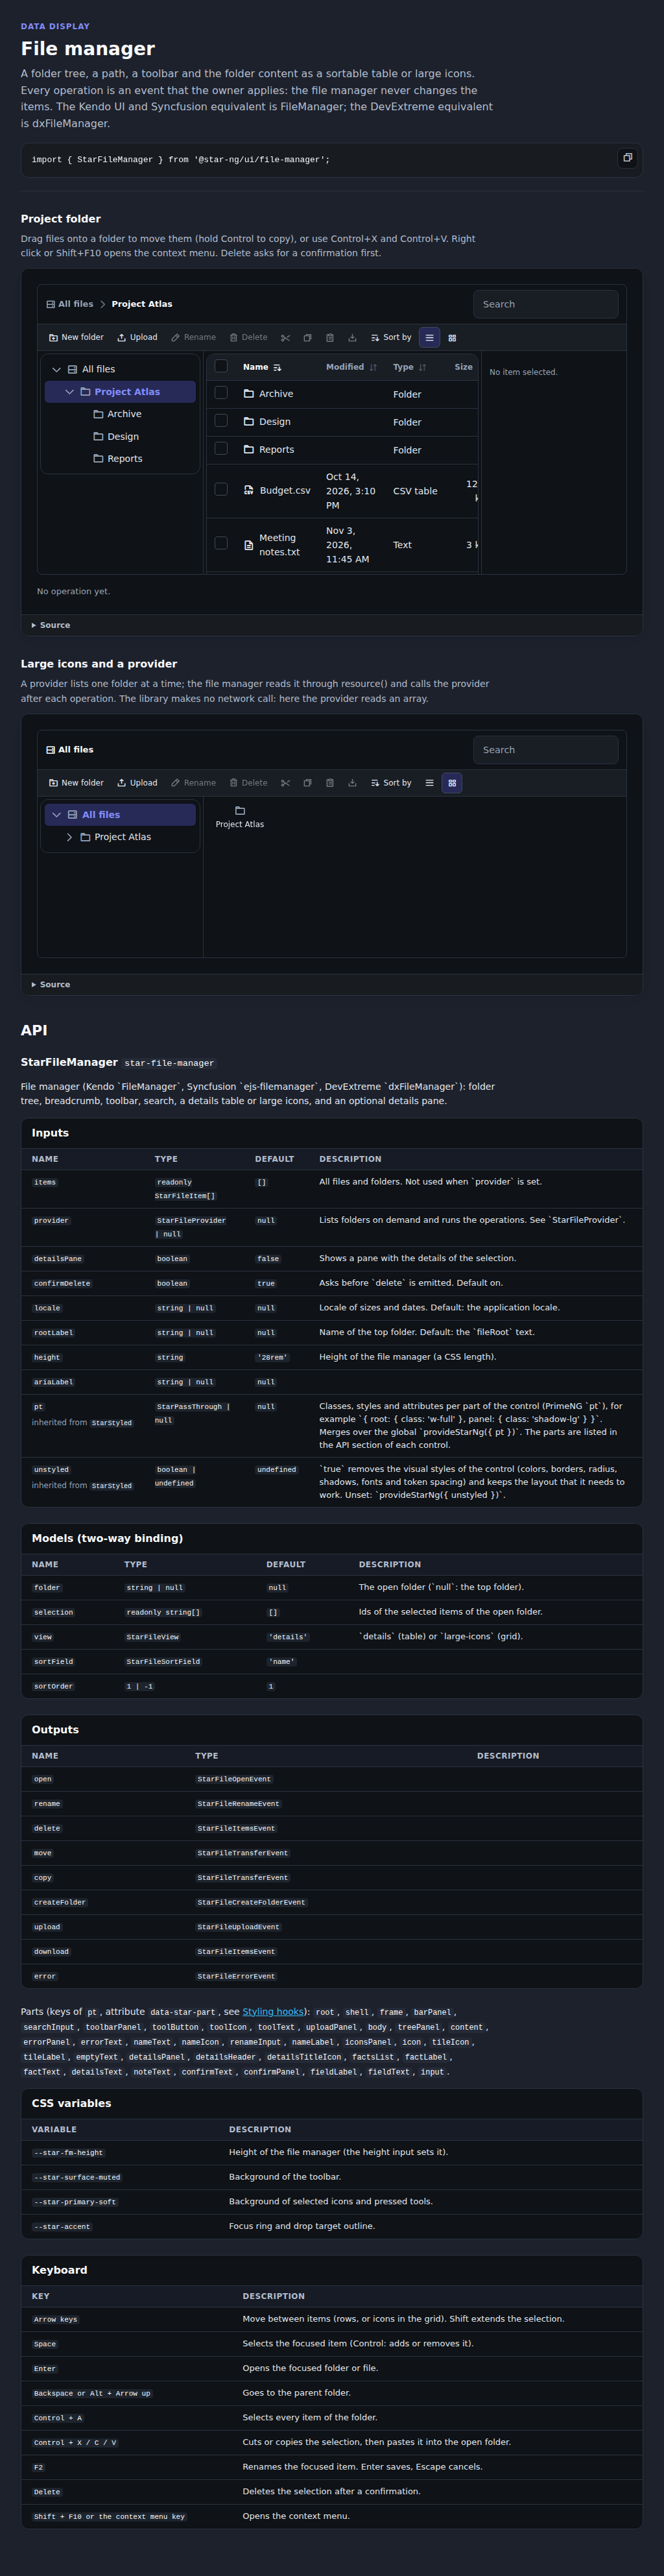 DATA DISPLAY
File manager
A folder tree, a path, a toolbar and the folder content as a sortable table or large icons.
Every operation is an event that the owner applies: the file manager never changes the
items. The Kendo UI and Syncfusion equivalent is FileManager; the DevExtreme equivalent
is dxFileManager.
import { StarFileManager } from '@star-ng/ui/file-manager';
Project folder
Drag files onto a folder to move them (hold Control to copy), or use Control+X and Control+V. Right
click or Shift+F10 opens the context menu. Delete asks for a confirmation first.
All files Project Atlas Search
New folder Upload Rename Delete Sort by
All files
Project Atlas
Archive
Design
Reports
Name Modified Type Size
Archive Folder
Design Folder
Reports Folder
Oct 14,
Budget.csv 2026, 3:10 CSV table 12
PM
Meeting Nov 3,
notes.txt 2026, Text 3
11:45 AM
No item selected.
No operation yet.
Source
Large icons and a provider
A provider lists one folder at a time; the file manager reads it through resource() and calls the provider
after each operation. The library makes no network call: here the provider reads an array.
All files Search
New folder Upload Rename Delete Sort by
All files
Project Atlas
Project Atlas
Source
API
StarFileManager star-file-manager
File manager (Kendo `FileManager`, Syncfusion `ejs-filemanager`, DevExtreme `dxFileManager`): folder
tree, breadcrumb, toolbar, search, a details table or large icons, and an optional details pane.
Inputs
NAME TYPE DEFAULT DESCRIPTION
items readonly StarFileItem[] [] All files and folders. Not used when `provider` is set.
provider StarFileProvider | null null Lists folders on demand and runs the operations. See `StarFileProvider`.
detailsPane boolean false Shows a pane with the details of the selection.
confirmDelete boolean true Asks before `delete` is emitted. Default on.
locale string | null null Locale of sizes and dates. Default: the application locale.
rootLabel string | null null Name of the top folder. Default: the `fileRoot` text.
height string '28rem' Height of the file manager (a CSS length).
ariaLabel string | null null
pt StarPassThrough | null null Classes, styles and attributes per part of the control (PrimeNG `pt`), for
inherited from StarStyled example `{ root: { class: 'w-full' }, panel: { class: 'shadow-lg' } }`.
Merges over the global `provideStarNg({ pt })`. The parts are listed in
the API section of each control.
unstyled boolean | undefined undefined `true` removes the visual styles of the control (colors, borders, radius,
inherited from StarStyled shadows, fonts and token spacing) and keeps the layout that it needs to
work. Unset: `provideStarNg({ unstyled })`.
Models (two-way binding)
NAME TYPE DEFAULT DESCRIPTION
folder string | null null The open folder (`null`: the top folder).
selection readonly string[] [] Ids of the selected items of the open folder.
view StarFileView 'details' `details` (table) or `large-icons` (grid).
sortField StarFileSortField 'name'
sortOrder 1 | -1 1
Outputs
NAME TYPE DESCRIPTION
open StarFileOpenEvent
rename StarFileRenameEvent
delete StarFileItemsEvent
move StarFileTransferEvent
copy StarFileTransferEvent
createFolder StarFileCreateFolderEvent
upload StarFileUploadEvent
download StarFileItemsEvent
error StarFileErrorEvent
Parts (keys of pt, attribute data-star-part, see Styling hooks): root, shell, frame, barPanel,
searchInput, toolbarPanel, toolButton, toolIcon, toolText, uploadPanel, body, treePanel, content,
errorPanel, errorText, nameText, nameIcon, renameInput, nameLabel, iconsPanel, icon, tileIcon,
tileLabel, emptyText, detailsPanel, detailsHeader, detailsTitleIcon, factsList, factLabel,
factText, detailsText, noteText, confirmText, confirmPanel, fieldLabel, fieldText, input.
CSS variables
VARIABLE DESCRIPTION
--star-fm-height Height of the file manager (the height input sets it).
--star-surface-muted Background of the toolbar.
--star-primary-soft Background of selected icons and pressed tools.
--star-accent Focus ring and drop target outline.
Keyboard
KEY DESCRIPTION
Arrow keys Move between items (rows, or icons in the grid). Shift extends the selection.
Space Selects the focused item (Control: adds or removes it).
Enter Opens the focused folder or file.
Backspace or Alt + Arrow up Goes to the parent folder.
Control + A Selects every item of the folder.
Control + X / C / V Cuts or copies the selection, then pastes it into the open folder.
F2 Renames the focused item. Enter saves, Escape cancels.
Delete Deletes the selection after a confirmation.
Shift + F10 or the context menu key Opens the context menu.